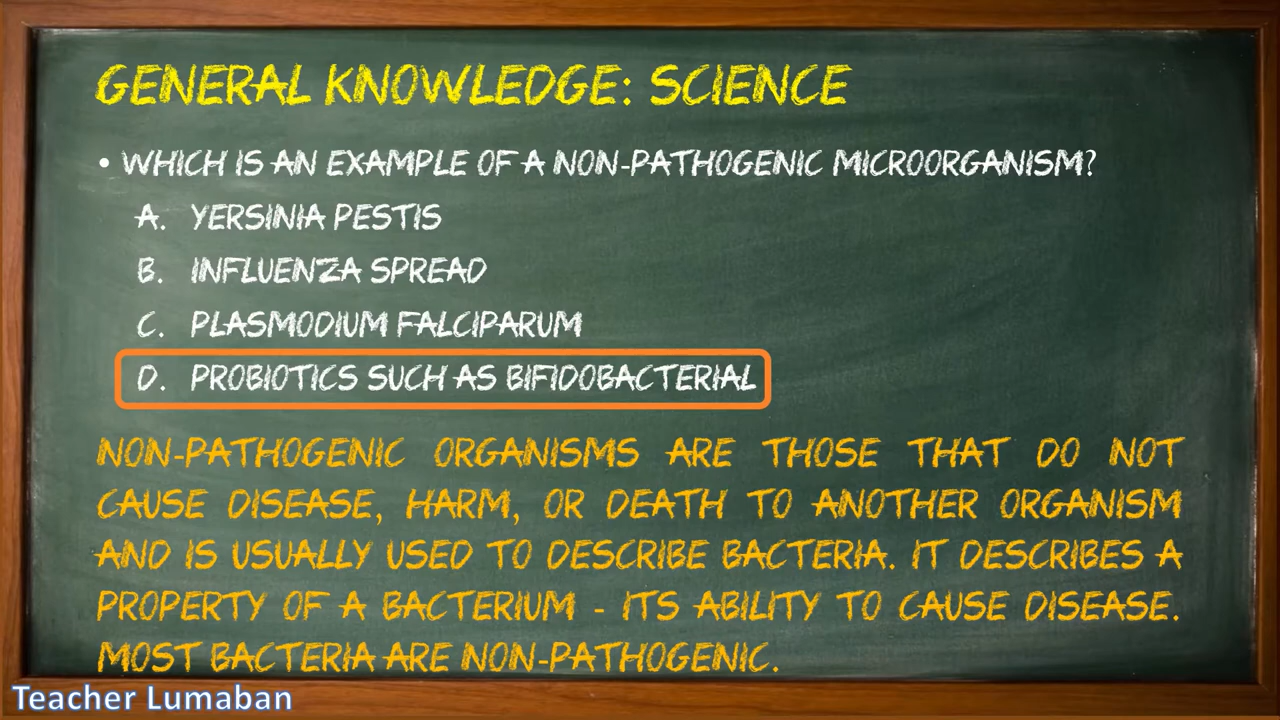 GENERAL KNOWLEDGE: SCIENCE
• WHICH IS AN EXAMPLE OF A NON-PATHOGENIC MICROORGANISM?
A. YERSINIA PESTIS
B. INFLUENZA SPREAD
C. PLASMODIUM FALCIPARUM
D. PROBIOTICS SUCH AS BIFIDOBACTERIAL
NON-PATHOGENIC ORGANISMS ARE THOSE THAT DO NOT
CAUSE DISEASE, HARM, OR DEATH TO ANOTHER ORGANISM
AND IS USUALLY USED TO DESCRIBE BACTERIA. IT DESCRIBES A
PROPERTY OF A BACTERIUM - ITS ABILITY TO CAUSE DISEASE.
MOST BACTERIA ARE NON-PATHOGENIC.
Teacher Lumaban